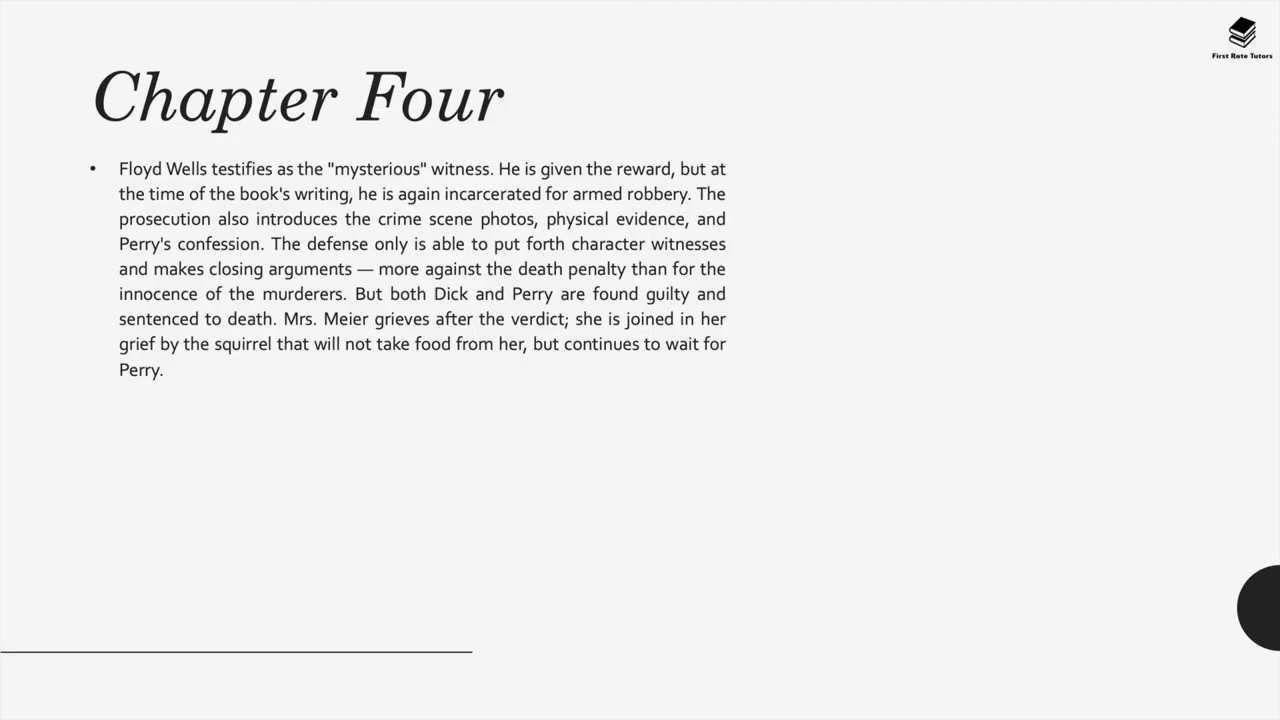 First Rate Tutors
Chapter Four
• Floyd Wells testifies as the "mysterious" witness. He is given the reward, but at
the time of the book's writing, he is again incarcerated for armed robbery. The
prosecution also introduces the crime scene photos, physical evidence, and
Perry's confession. The defense only is able to put forth character witnesses
and makes closing arguments — more against the death penalty than for the
innocence of the murderers. But both Dick and Perry are found guilty and
sentenced to death. Mrs. Meier grieves after the verdict; she is joined in her
grief by the squirrel that will not take food from her, but continues to wait for
Perry.